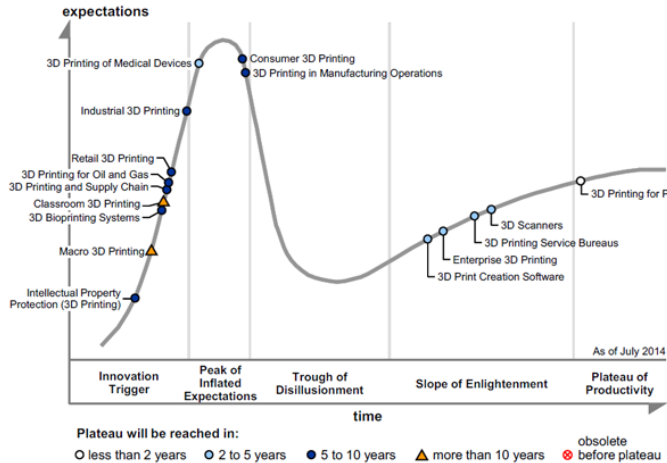 expectations
3D Printing of Medical Devices
Consumer 3D Printing
3D Printing in Manufacturing Operations
Industrial 3D Printing
Retail 3D Printing
3D Printing for Oil and Gas
3D Printing and Supply Chain
Classroom 3D Printing
3D Bioprinting Systems
Macro 3D Printing
Intellectual Property
Protection (3D Printing)
3D Printing for P
3D Scanners
3D Printing Service Bureaus
Enterprise 3D Printing
3D Print Creation Software
As of July 2014
Innovation
Trigger
Peak of
Inflated
Expectations
Trough of
Disillusionment
Slope of Enlightenment
Plateau of
Productivity
time
Plateau will be reached in:
less than 2 years
2 to 5 years
5 to 10 years
more than 10 years
obsolete
before plateau